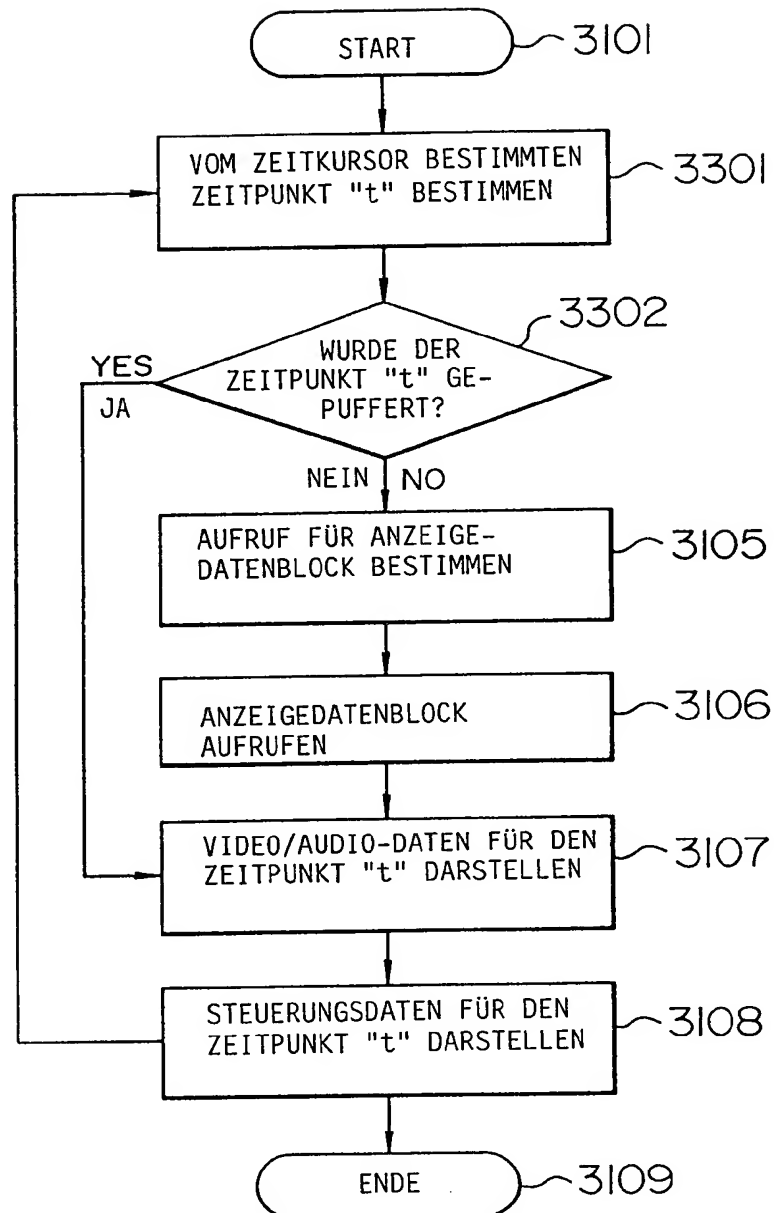 START
3101
VOM ZEITKURSOR BESTIMMTEN
ZEITPUNKT "t" BESTIMMEN
3301
3302
WURDE DER
ZEITPUNKT "t" GE-
PUFFERT?
YES
JA
NEIN NO
AUFRUF FÜR ANZEIGE-
DATENBLOCK BESTIMMEN
3105
ANZEIGEDATENBLOCK
AUFRUFEN
3106
VIDEO/AUDIO-DATEN FÜR DEN
ZEITPUNKT "t" DARSTELLEN
3107
STEUERUNGSDATEN FÜR DEN
ZEITPUNKT "t" DARSTELLEN
3108
ENDE
3109